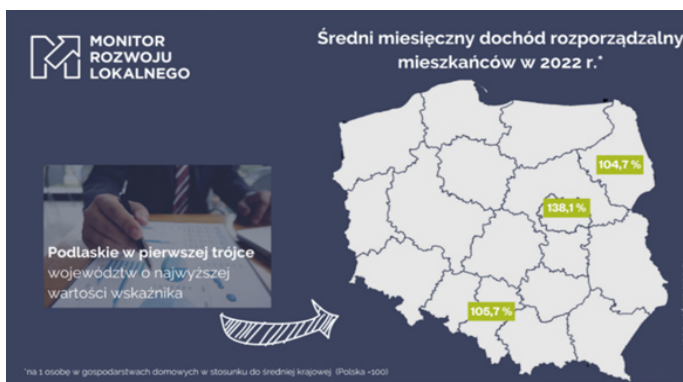 MONITOR
ROZWOJU
LOKALNEGO
Średni miesięczny dochód rozporządzalny
mieszkańców w 2022 r.*
104,7 %
138,1 %
Podlaskie w pierwszej trójce
województw o najwyższej
wartości wskaźnika
105,7 %
*na 1 osobę w gospodarstwach domowych w stosunku do średniej krajowej (Polska =100)